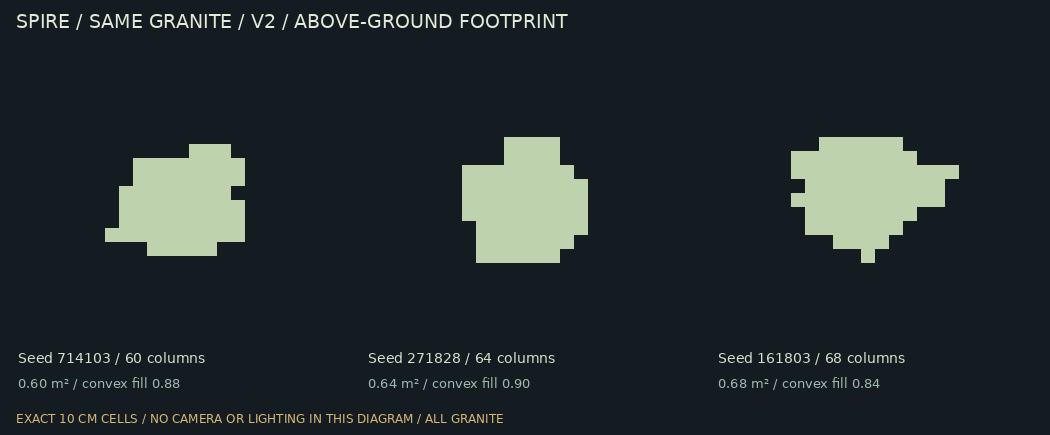 SPIRE / SAME GRANITE / V2 / ABOVE-GROUND FOOTPRINT
Seed 714103 / 60 columns
0.60 m² / convex fill 0.88
Seed 271828 / 64 columns
0.64 m² / convex fill 0.90
Seed 161803 / 68 columns
0.68 m² / convex fill 0.84
EXACT 10 CM CELLS / NO CAMERA OR LIGHTING IN THIS DIAGRAM / ALL GRANITE